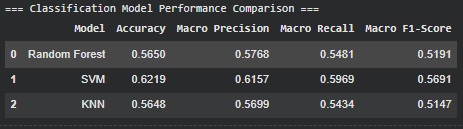 === Classification Model Performance Comparison ===
Model Accuracy Macro Precision Macro Recall Macro F1-Score
0 Random Forest 0.5650 0.5768 0.5481 0.5191
1 SVM 0.6219 0.6157 0.5969 0.5691
2 KNN 0.5648 0.5699 0.5434 0.5147